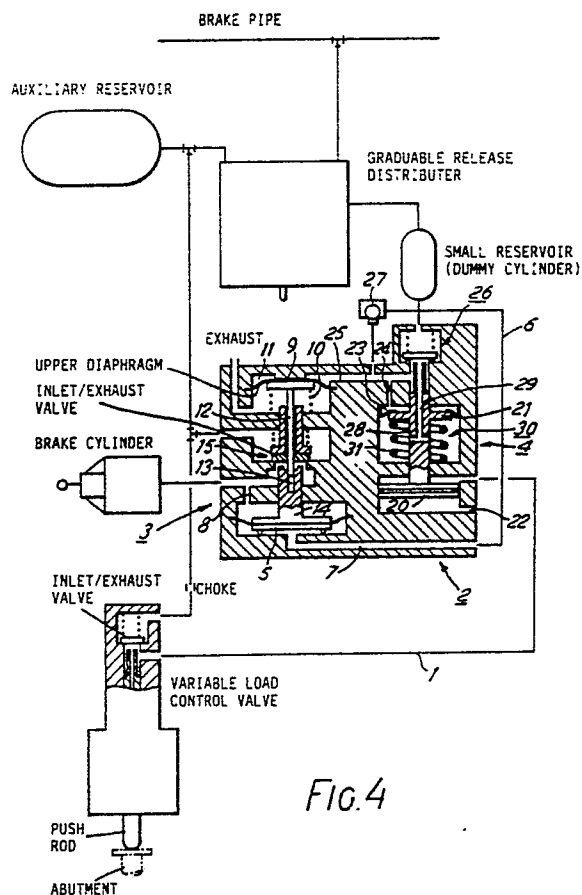 BRAKE PIPE
AUXILIARY RESERVOIR
GRADUABLE RELEASE
DISTRIBUTER
SMALL RESERVOIR
(DUMMY CYLINDER)
27
26
EXHAUST
11
9
10
25
23
24
6
UPPER DIAPHRAGM
INLET/EXHAUST
VALVE
12
29
21
28
30
BRAKE CYLINDER
15
31
4
13
20
3
8
14
22
5
7
2
INLET/EXHAUST
VALVE
CHOKE
1
VARIABLE LOAD
CONTROL VALVE
FIG.4
PUSH
ROD
ABUTMENT